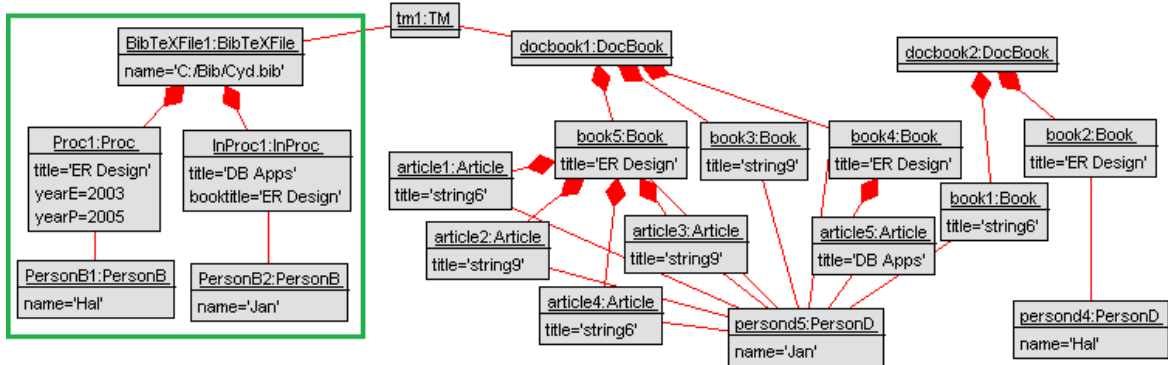 tm1:TM
BibTeXFile1:BibTeXFile
name='C:/Bib/Cyd.bib'
docbook1:DocBook
docbook2:DocBook
Proc1:Proc
title='ER Design'
yearE=2003
yearP=2005
InProc1:InProc
title='DB Apps'
booktitle='ER Design'
PersonB1:PersonB
name='Hal'
PersonB2:PersonB
name='Jan'
book5:Book
title='ER Design'
book3:Book
title='string9'
book4:Book
title='ER Design'
book2:Book
title='ER Design'
article1:Article
title='string6'
book1:Book
title='string6'
article2:Article
title='string9'
article3:Article
title='string9'
article5:Article
title='DB Apps'
article4:Article
title='string6'
persond5:PersonD
name='Jan'
persond4:PersonD
name='Hal'